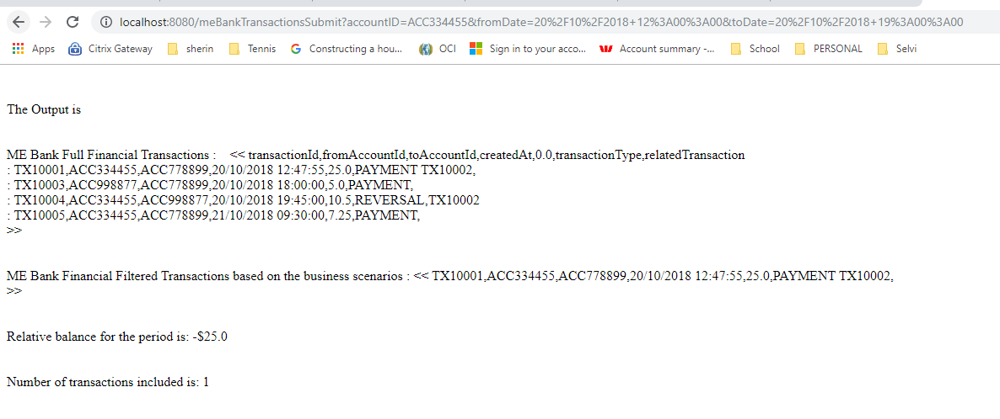 localhost:8080/meBankTransactionsSubmit?accountID=ACC334455&fromDate=20%2F10%2F2018+12%3A00%3A00&toDate=20%2F10%2F2018+19%3A00%3A00
Apps Citrix Gateway sherin Tennis Constructing a hou... OCI Sign in to your acco... Account summary -... School PERSONAL Selvi
The Output is
ME Bank Full Financial Transactions : << transactionId,fromAccountId,toAccountId,createdAt,0.0,transactionType,relatedTransaction
: TX10001,ACC334455,ACC778899,20/10/2018 12:47:55,25.0,PAYMENT TX10002,
: TX10003,ACC998877,ACC778899,20/10/2018 18:00:00,5.0,PAYMENT,
: TX10004,ACC334455,ACC998877,20/10/2018 19:45:00,10.5,REVERSAL,TX10002
: TX10005,ACC334455,ACC778899,21/10/2018 09:30:00,7.25,PAYMENT,
>>
ME Bank Financial Filtered Transactions based on the business scenarios : << TX10001,ACC334455,ACC778899,20/10/2018 12:47:55,25.0,PAYMENT TX10002,
>>
Relative balance for the period is: -$25.0
Number of transactions included is: 1